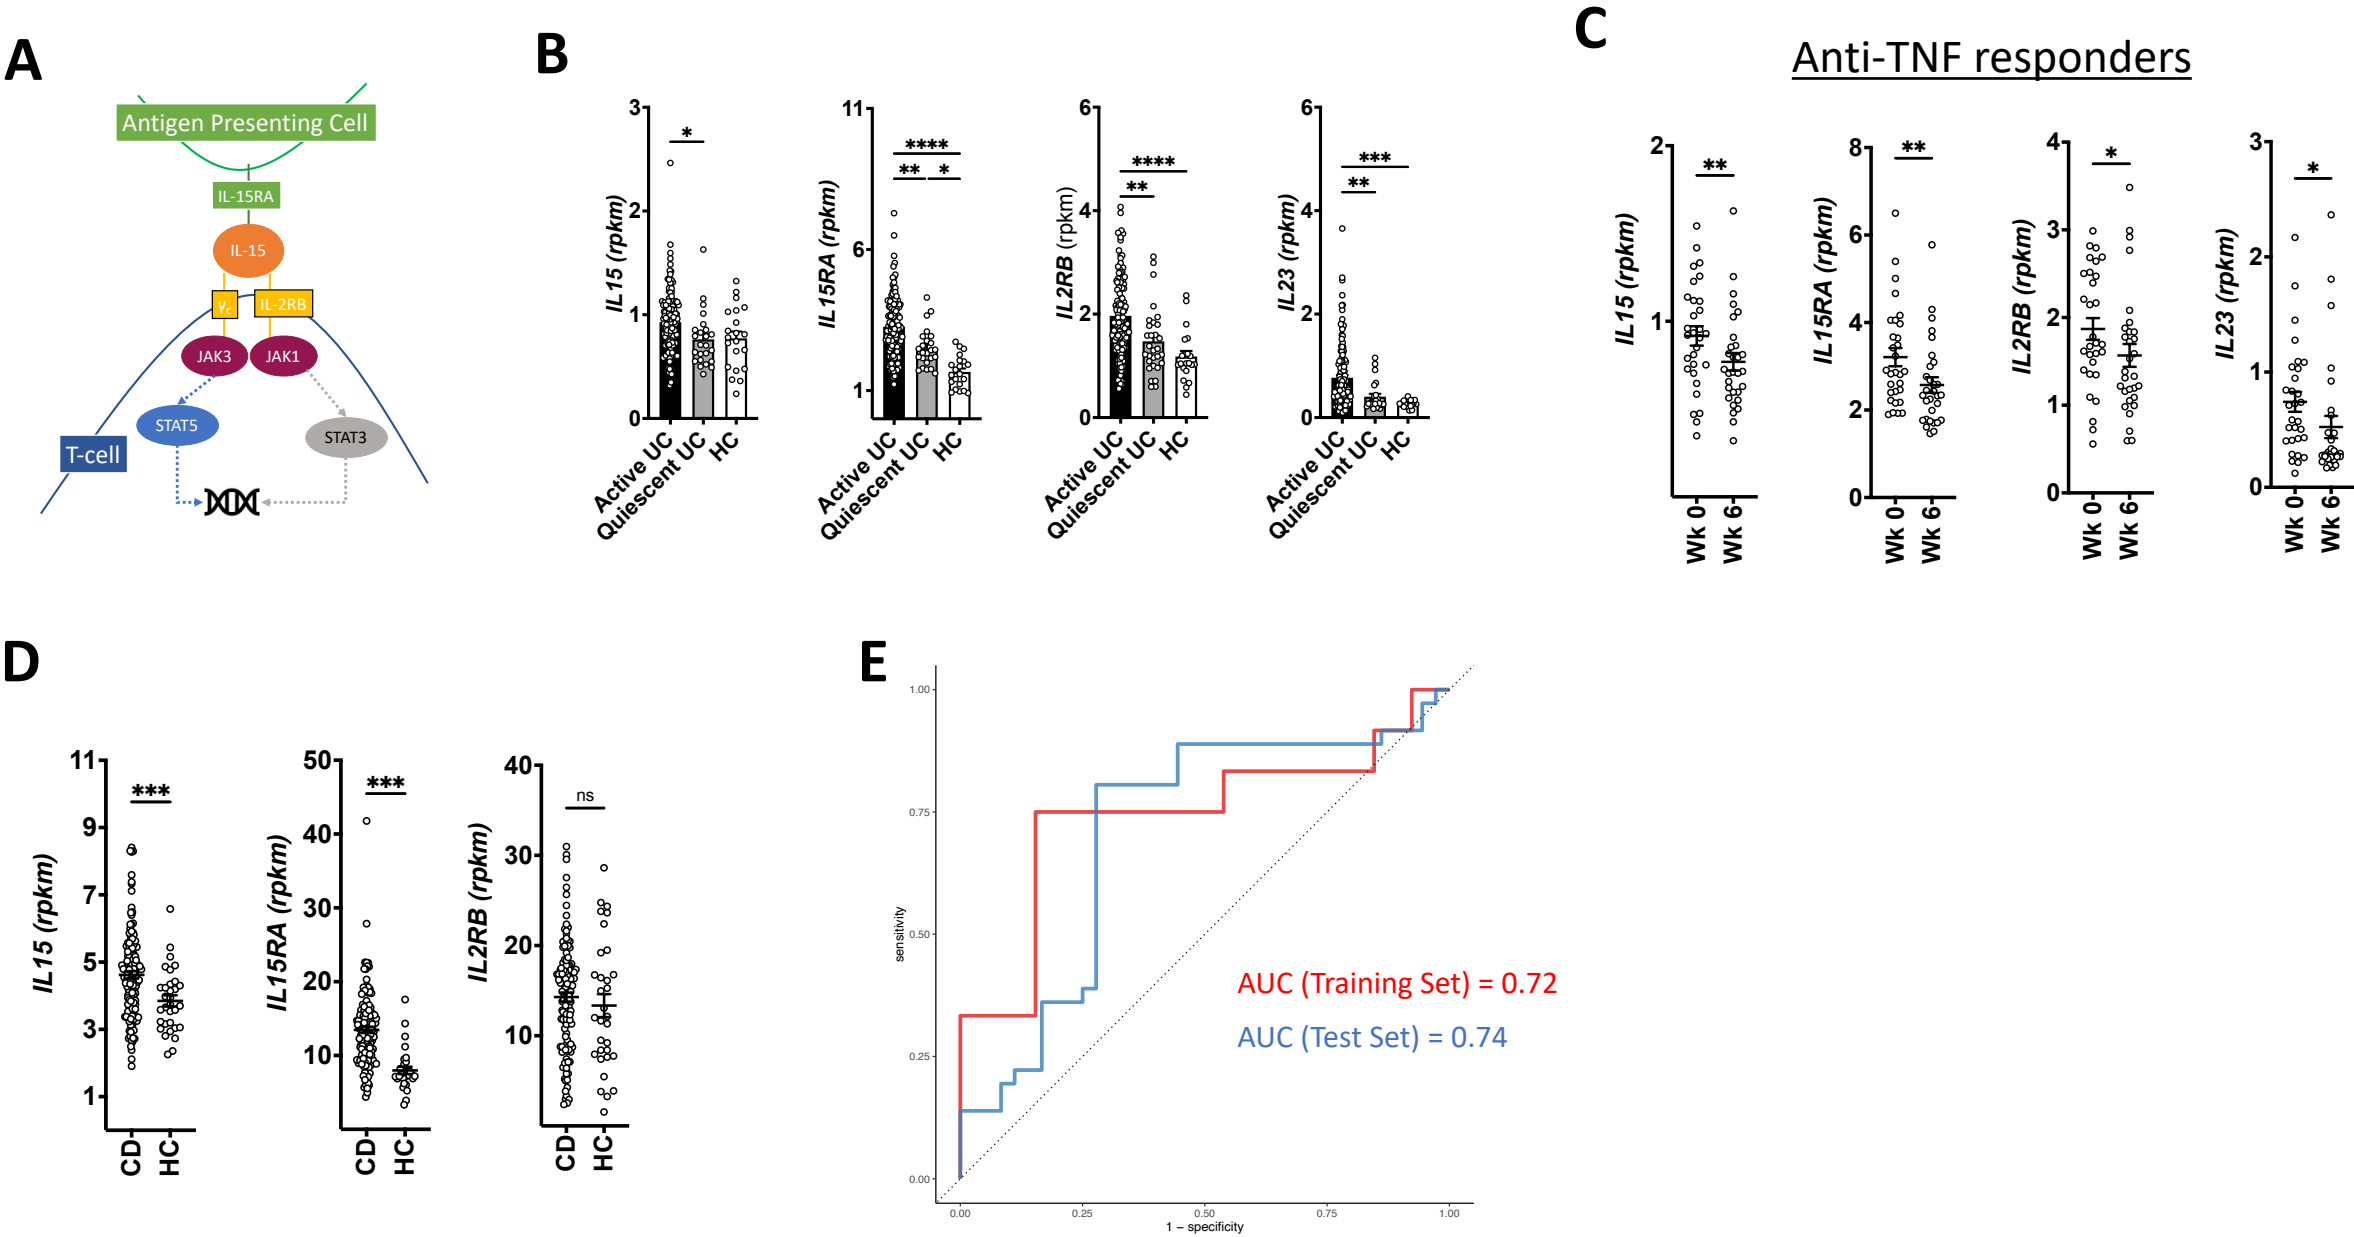 A
Antigen Presenting Cell
IL-15RA
IL-15
γc
IL-2RB
JAK3
JAK1
STAT5
STAT3
T-cell
B
IL15 (rpkm)
3
2
1
0
*
Active UC
Quiescent UC
HC
IL15RA (rpkm)
11
6
1
****
**
*
Active UC
Quiescent UC
HC
IL2RB (rpkm)
6
4
2
0
****
**
Active UC
Quiescent UC
HC
IL23 (rpkm)
6
4
2
0
***
**
Active UC
Quiescent UC
HC
C
Anti-TNF responders
IL15 (rpkm)
2
1
**
Wk 0
Wk 6
IL15RA (rpkm)
8
6
4
2
0
**
Wk 0
Wk 6
IL2RB (rpkm)
4
3
2
1
0
*
Wk 0
Wk 6
IL23 (rpkm)
3
2
1
0
*
Wk 0
Wk 6
D
IL15 (rpkm)
11
9
7
5
3
1
***
CD
HC
IL15RA (rpkm)
50
40
30
20
10
***
CD
HC
IL2RB (rpkm)
40
30
20
10
ns
CD
HC
E
sensitivity
1.00
0.75
0.50
0.25
0.00
AUC (Training Set) = 0.72
AUC (Test Set) = 0.74
0.00
0.25
0.50
0.75
1.00
1 − specificity